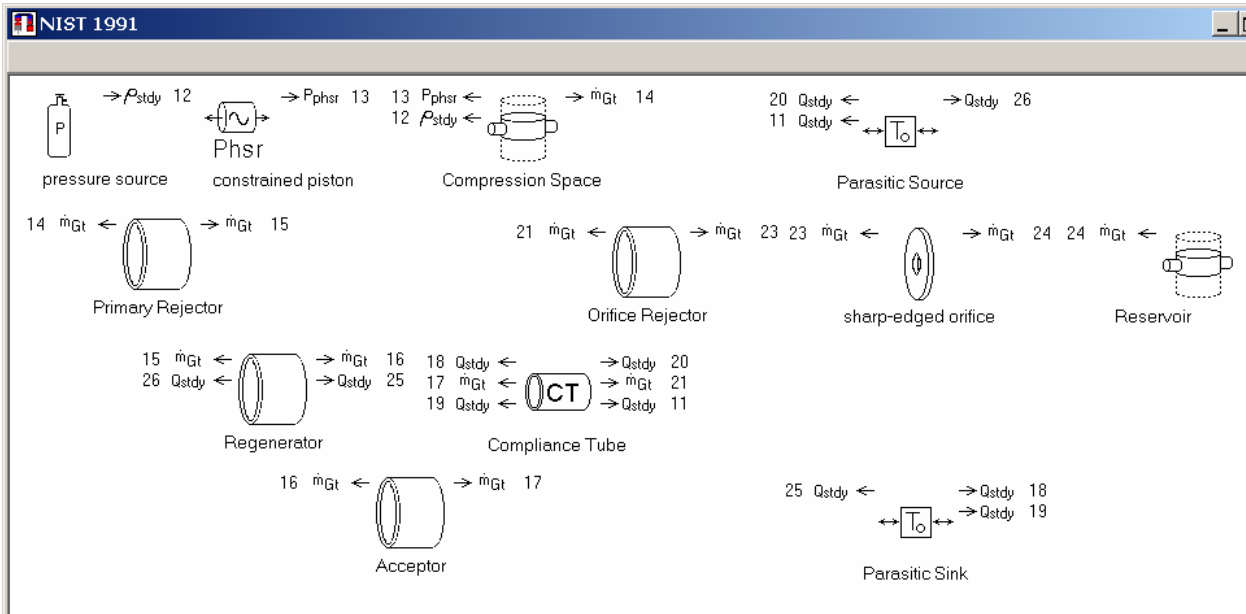 NIST 1991
→ρstdy 12
→Pphsr 13
13 Pphsr ←
→ ṁGt 14
20 Qstdy ←
→Qstdy 26
12 ρstdy ←
11 Qstdy ←
P
Phsr
To
pressure source
constrained piston
Compression Space
Parasitic Source
14 ṁGt ←
→ ṁGt 15
21 ṁGt ←
→ ṁGt 23
23 ṁGt ←
→ ṁGt 24
24 ṁGt ←
Primary Rejector
Orifice Rejector
sharp-edged orifice
Reservoir
15 ṁGt ←
→ ṁGt 16
18 Qstdy ←
→Qstdy 20
26 Qstdy ←
→Qstdy 25
17 ṁGt ←
CT
→ṁGt 21
19 Qstdy ←
→Qstdy 11
Regenerator
Compliance Tube
16 ṁGt ←
→ ṁGt 17
25 Qstdy ←
→Qstdy 18
→Qstdy 19
To
Acceptor
Parasitic Sink